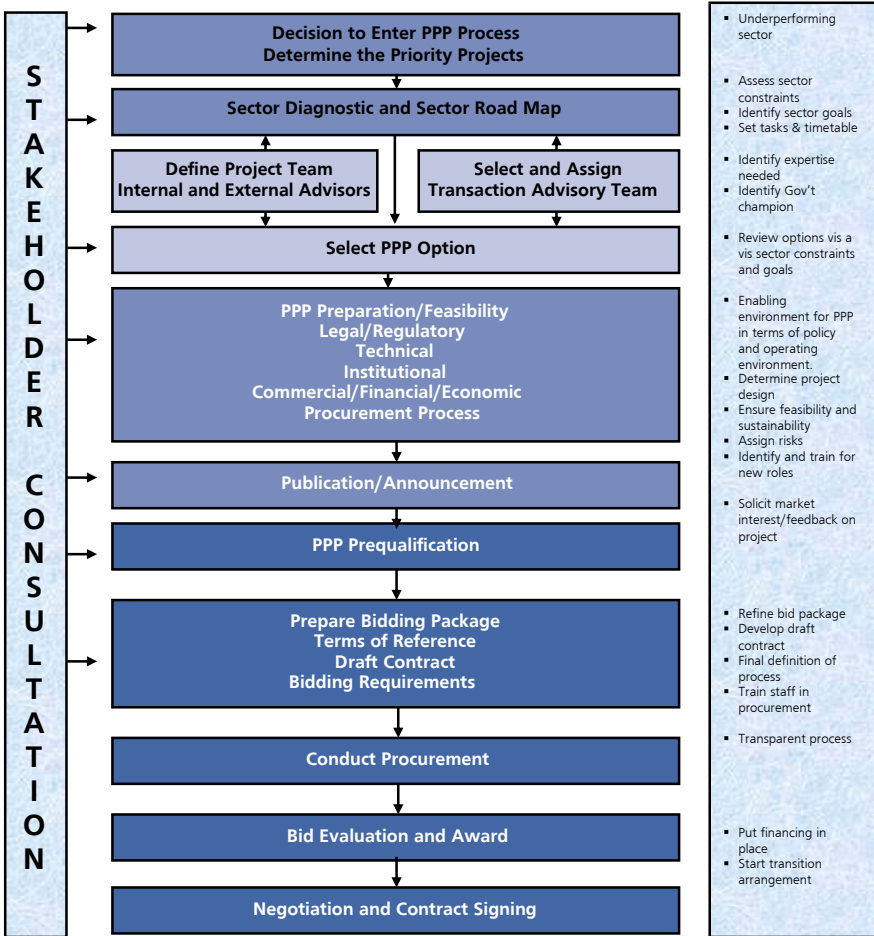 STAKEHOLDER CONSULTATION
Decision to Enter PPP Process
Determine the Priority Projects
Sector Diagnostic and Sector Road Map
Define Project Team
Internal and External Advisors
Select and Assign
Transaction Advisory Team
Select PPP Option
PPP Preparation/Feasibility
Legal/Regulatory
Technical
Institutional
Commercial/Financial/Economic
Procurement Process
Publication/Announcement
PPP Prequalification
Prepare Bidding Package
Terms of Reference
Draft Contract
Bidding Requirements
Conduct Procurement
Bid Evaluation and Award
Negotiation and Contract Signing
▪ Underperforming
sector
▪ Assess sector
constraints
▪ Identify sector goals
▪ Set tasks & timetable
▪ Identify expertise
needed
▪ Identify Gov't
champion
▪ Review options vis a
vis sector constraints
and goals
▪ Enabling
environment for PPP
in terms of policy
and operating
environment.
▪ Determine project
design
▪ Ensure feasibility and
sustainability
▪ Assign risks
▪ Identify and train for
new roles
▪ Solicit market
interest/feedback on
project
▪ Refine bid package
▪ Develop draft
contract
▪ Final definition of
process
▪ Train staff in
procurement
▪ Transparent process
▪ Put financing in
place
▪ Start transition
arrangement